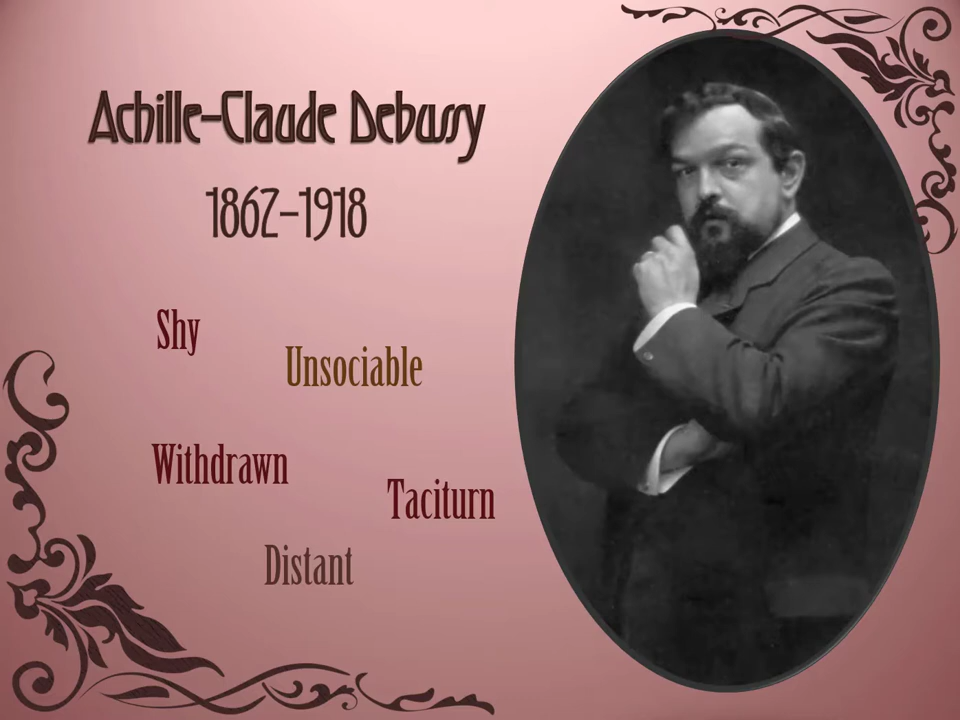 Achille-Claude Debussy
1862-1918
Shy
Unsociable
Withdrawn
Taciturn
Distant